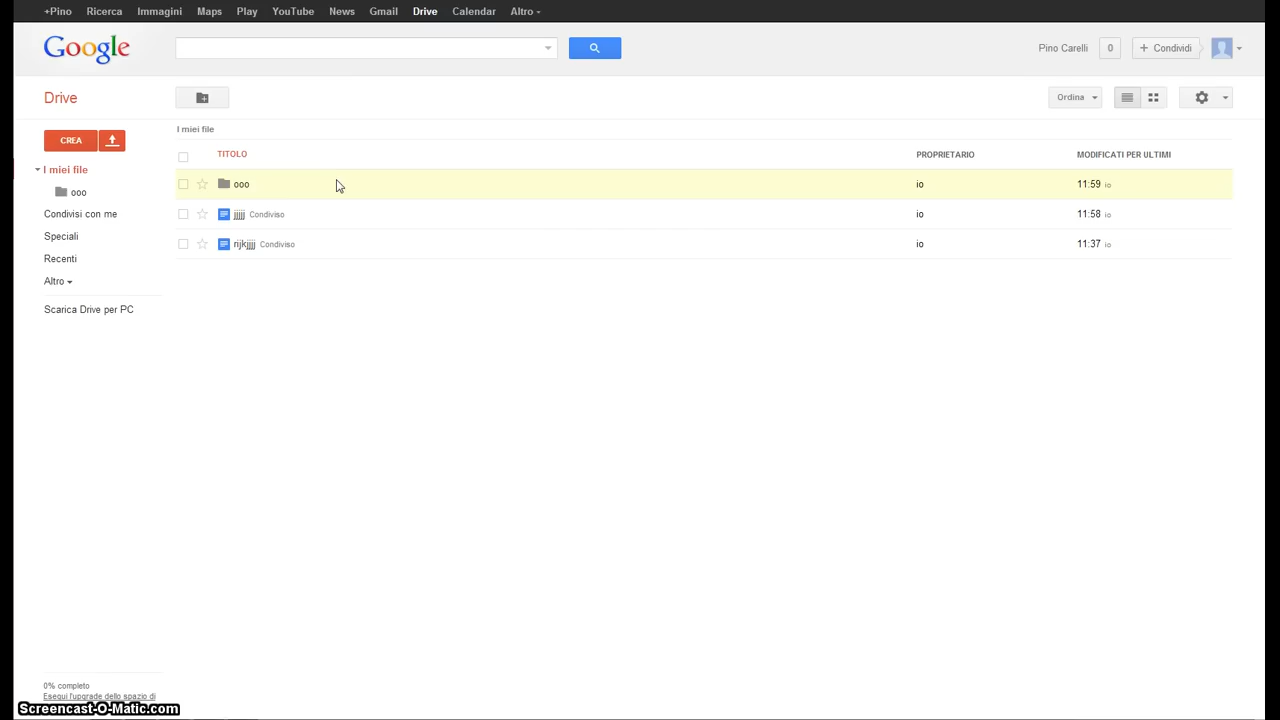 +Pino Ricerca Immagini Maps Play YouTube News Gmail Drive Calendar Altro
Google
Pino Carelli 0 + Condividi
Drive
Ordina
I miei file
CREA
TITOLO PROPRIETARIO MODIFICATI PER ULTIMI
I miei file
ooo io 11:59 io
ooo
Condivisi con me
jjjjj Condiviso io 11:58 io
Speciali
rijkjjjj Condiviso io 11:37 io
Recenti
Altro
Scarica Drive per PC
0% completo
Esegui l'upgrade dello spazio di
Screencast-O-Matic.com